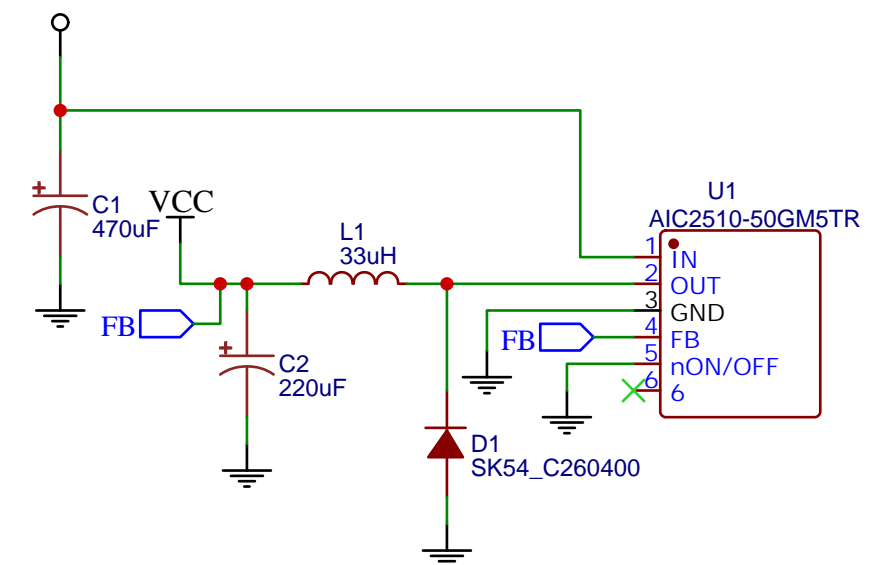 C1
470uF
VCC
FB
L1
33uH
C2
220uF
D1
SK54_C260400
FB
U1
AIC2510-50GM5TR
1 IN
2 OUT
3 GND
4 FB
5 nON/OFF
6 6